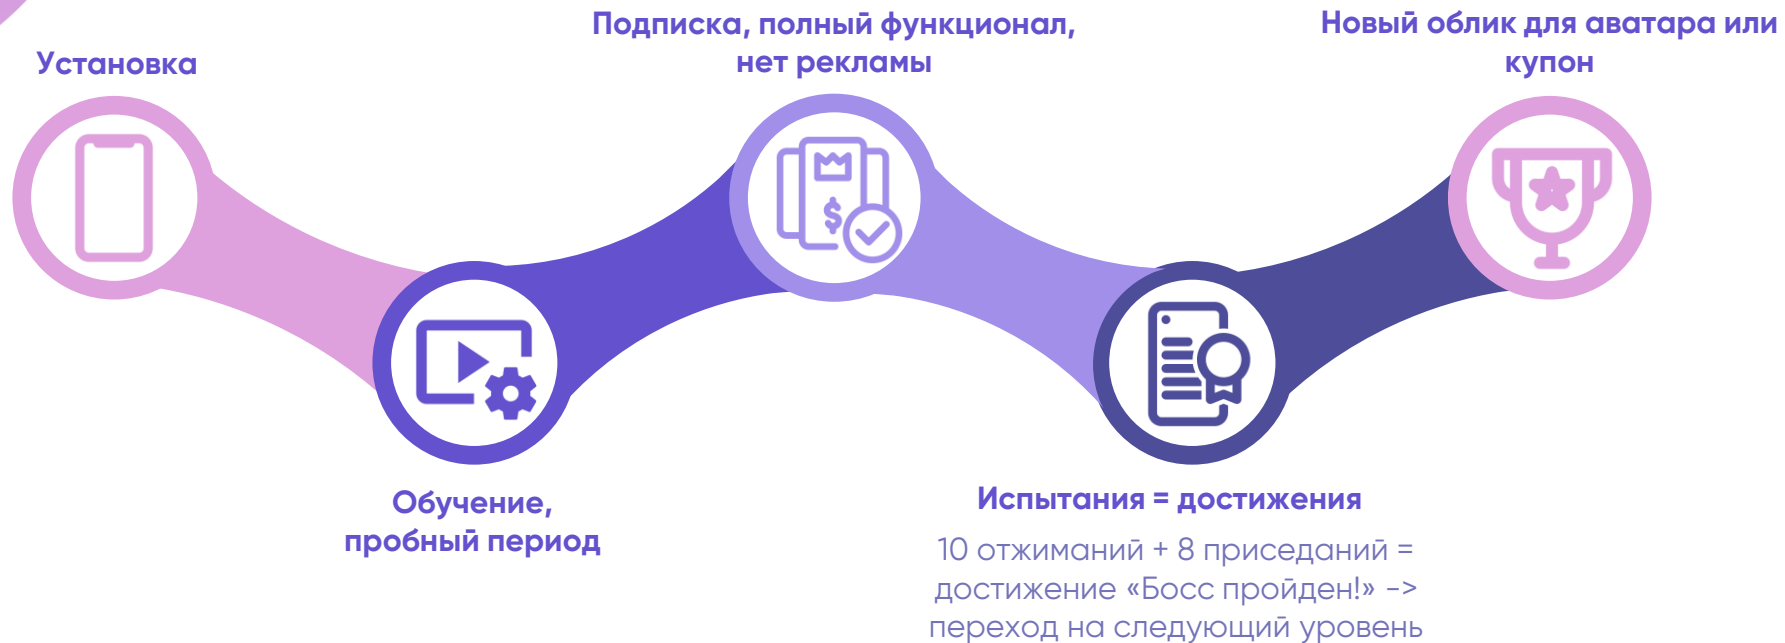 Установка
Обучение,
пробный период
Подписка, полный функционал,
нет рекламы
$
Испытания = достижения
10 отжиманий + 8 приседаний =
достижение «Босс пройден!» ->
переход на следующий уровень
Новый облик для аватара или
купон